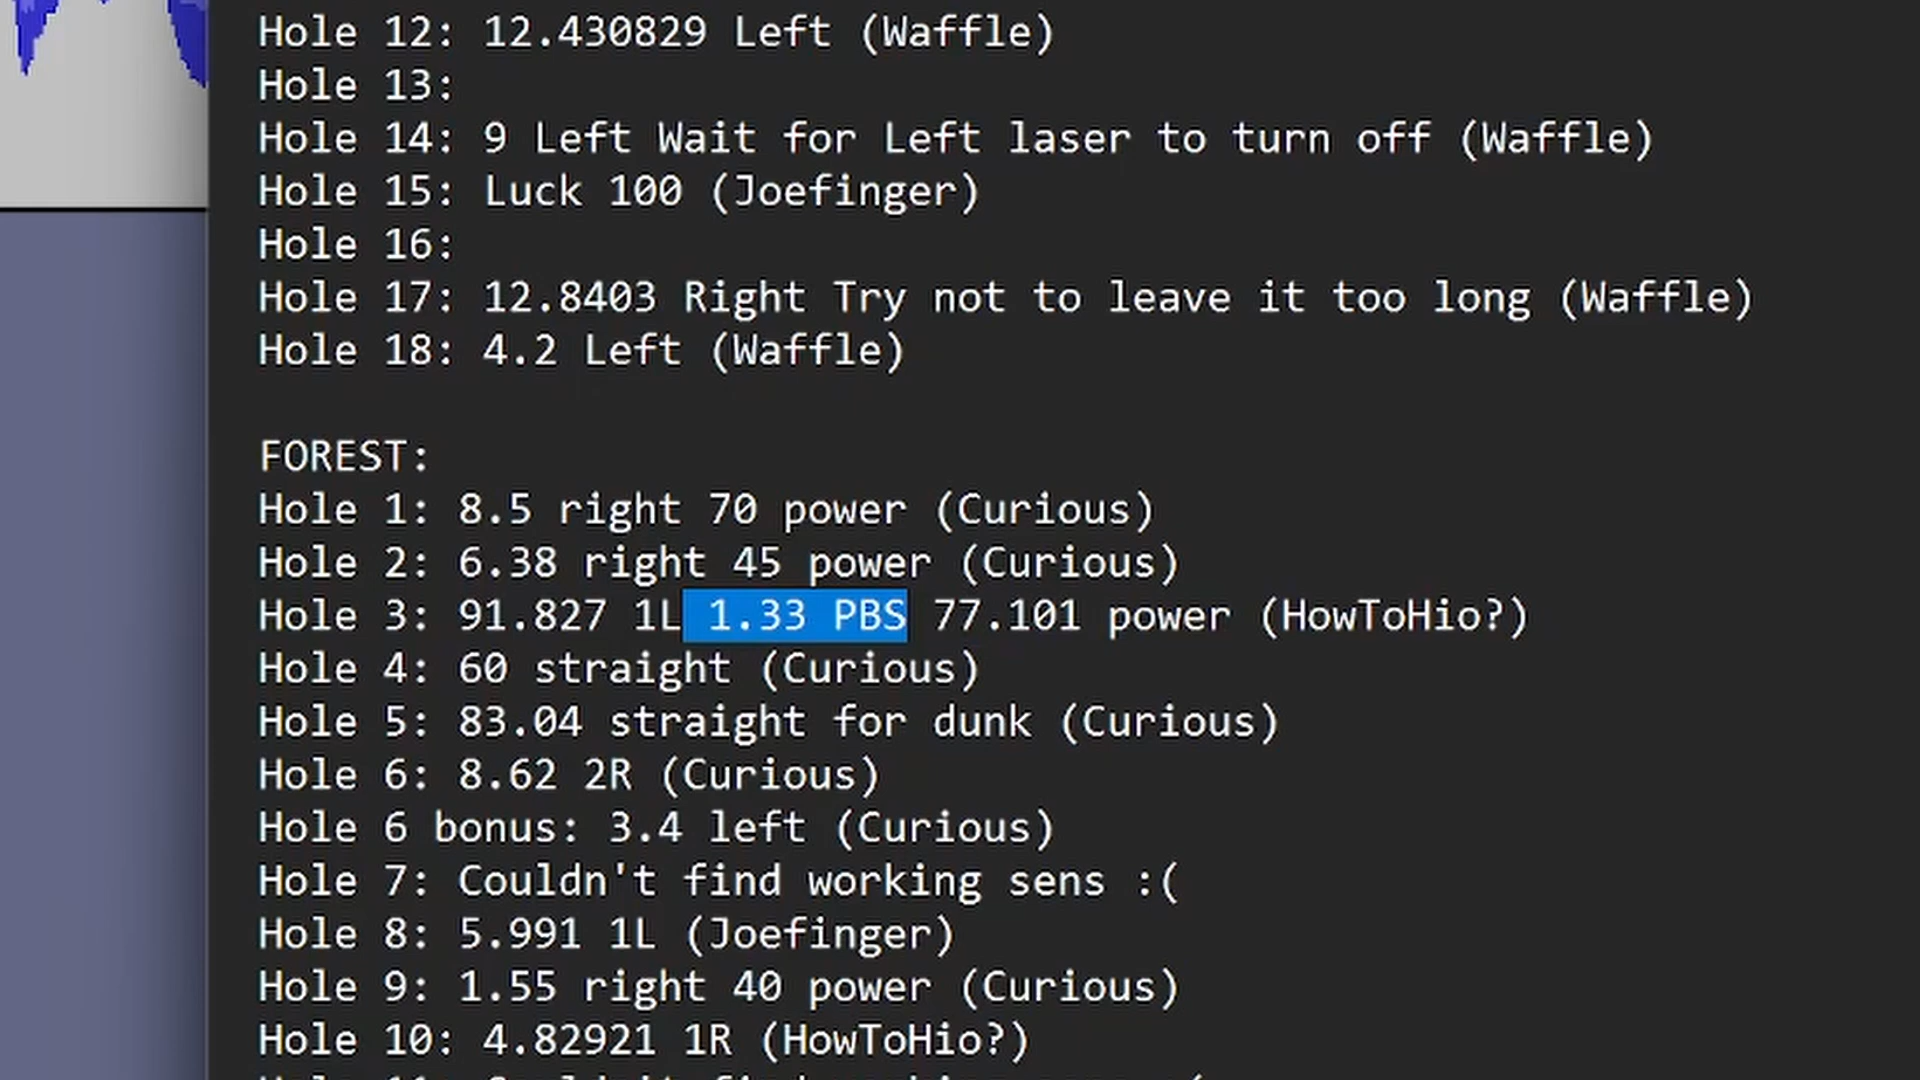 Hole 12: 12.430829 Left (Waffle)
Hole 13:
Hole 14: 9 Left Wait for Left laser to turn off (Waffle)
Hole 15: Luck 100 (Joefinger)
Hole 16:
Hole 17: 12.8403 Right Try not to leave it too long (Waffle)
Hole 18: 4.2 Left (Waffle)
FOREST:
Hole 1: 8.5 right 70 power (Curious)
Hole 2: 6.38 right 45 power (Curious)
Hole 3: 91.827 1L 1.33 PBS 77.101 power (HowToHio?)
Hole 4: 60 straight (Curious)
Hole 5: 83.04 straight for dunk (Curious)
Hole 6: 8.62 2R (Curious)
Hole 6 bonus: 3.4 left (Curious)
Hole 7: Couldn't find working sens :(
Hole 8: 5.991 1L (Joefinger)
Hole 9: 1.55 right 40 power (Curious)
Hole 10: 4.82921 1R (HowToHio?)